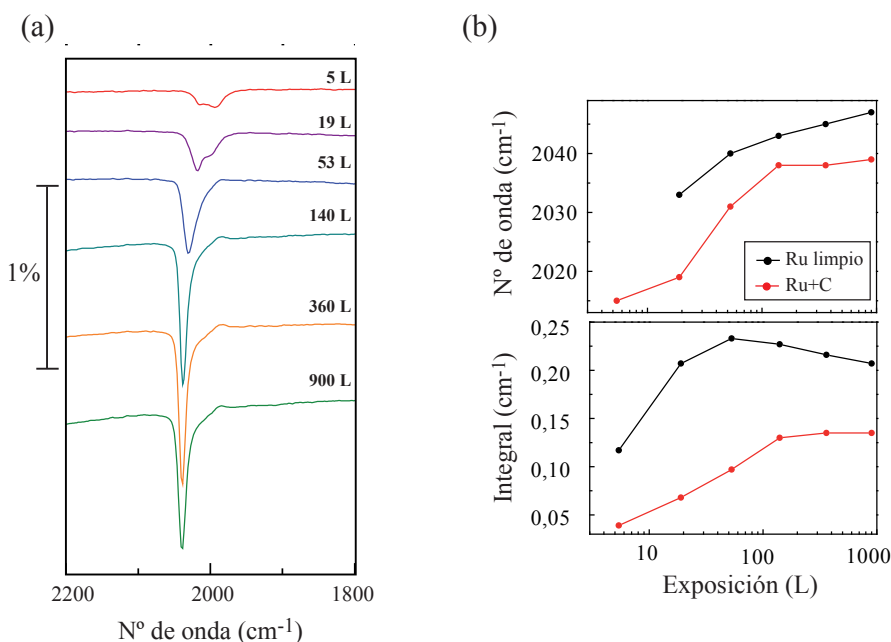 (a)
5 L
19 L
53 L
140 L
360 L
900 L
1%
2200
2000
1800
Nº de onda (cm-1)
(b)
Nº de onda (cm-1)
2040
2030
2020
Ru limpio
Ru+C
Integral (cm-1)
0,25
0,20
0,15
0,10
0,05
10
100
1000
Exposición (L)